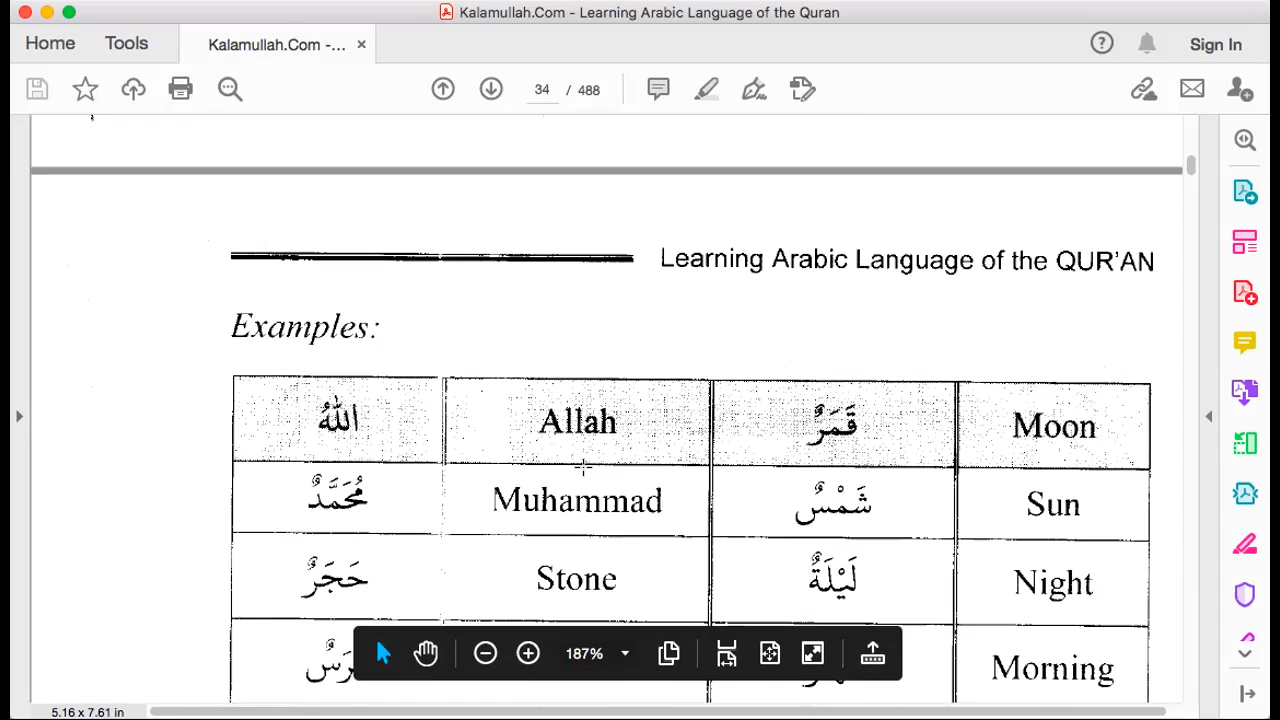 Kalamullah.Com - Learning Arabic Language of the Quran
Home Tools Kalamullah.Com -... × Sign In
34 / 488
Learning Arabic Language of the QUR'AN
Examples:
اللهُ Allah قَمَرٌ Moon
مُحَمَّدٌ Muhammad شَمْسٌ Sun
حَجَرٌ Stone لَيْلَةٌ Night
Morning
187%
5.16 x 7.61 in